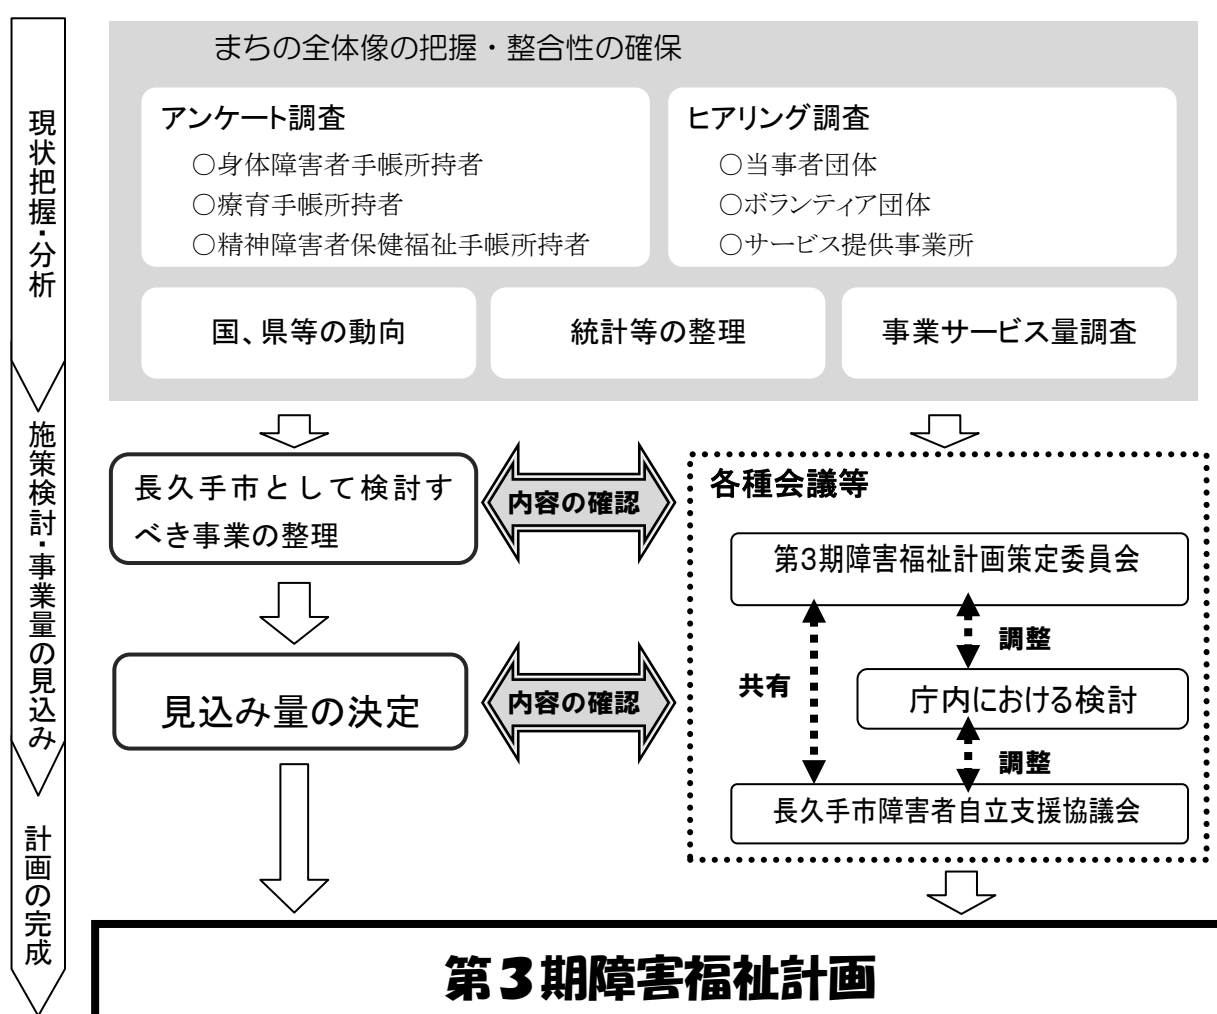 現状把握・分析
施策検討・事業量の見込み
計画の完成
まちの全体像の把握・整合性の確保
アンケート調査
○身体障害者手帳所持者
○療育手帳所持者
○精神障害者保健福祉手帳所持者
ヒアリング調査
○当事者団体
○ボランティア団体
○サービス提供事業所
国、県等の動向
統計等の整理
事業サービス量調査
長久手市として検討す
べき事業の整理
内容の確認
見込み量の決定
内容の確認
各種会議等
第3期障害福祉計画策定委員会
調整
共有
庁内における検討
調整
長久手市障害者自立支援協議会
第3期障害福祉計画